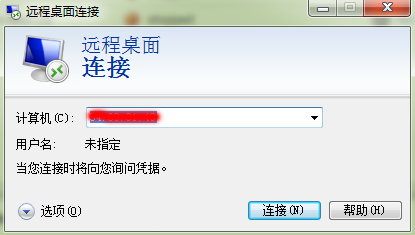 远程桌面连接
远程桌面
连接
计算机(C):
用户名: 未指定
当您连接时将向您询问凭据。
选项(O) 连接(N) 帮助(H)